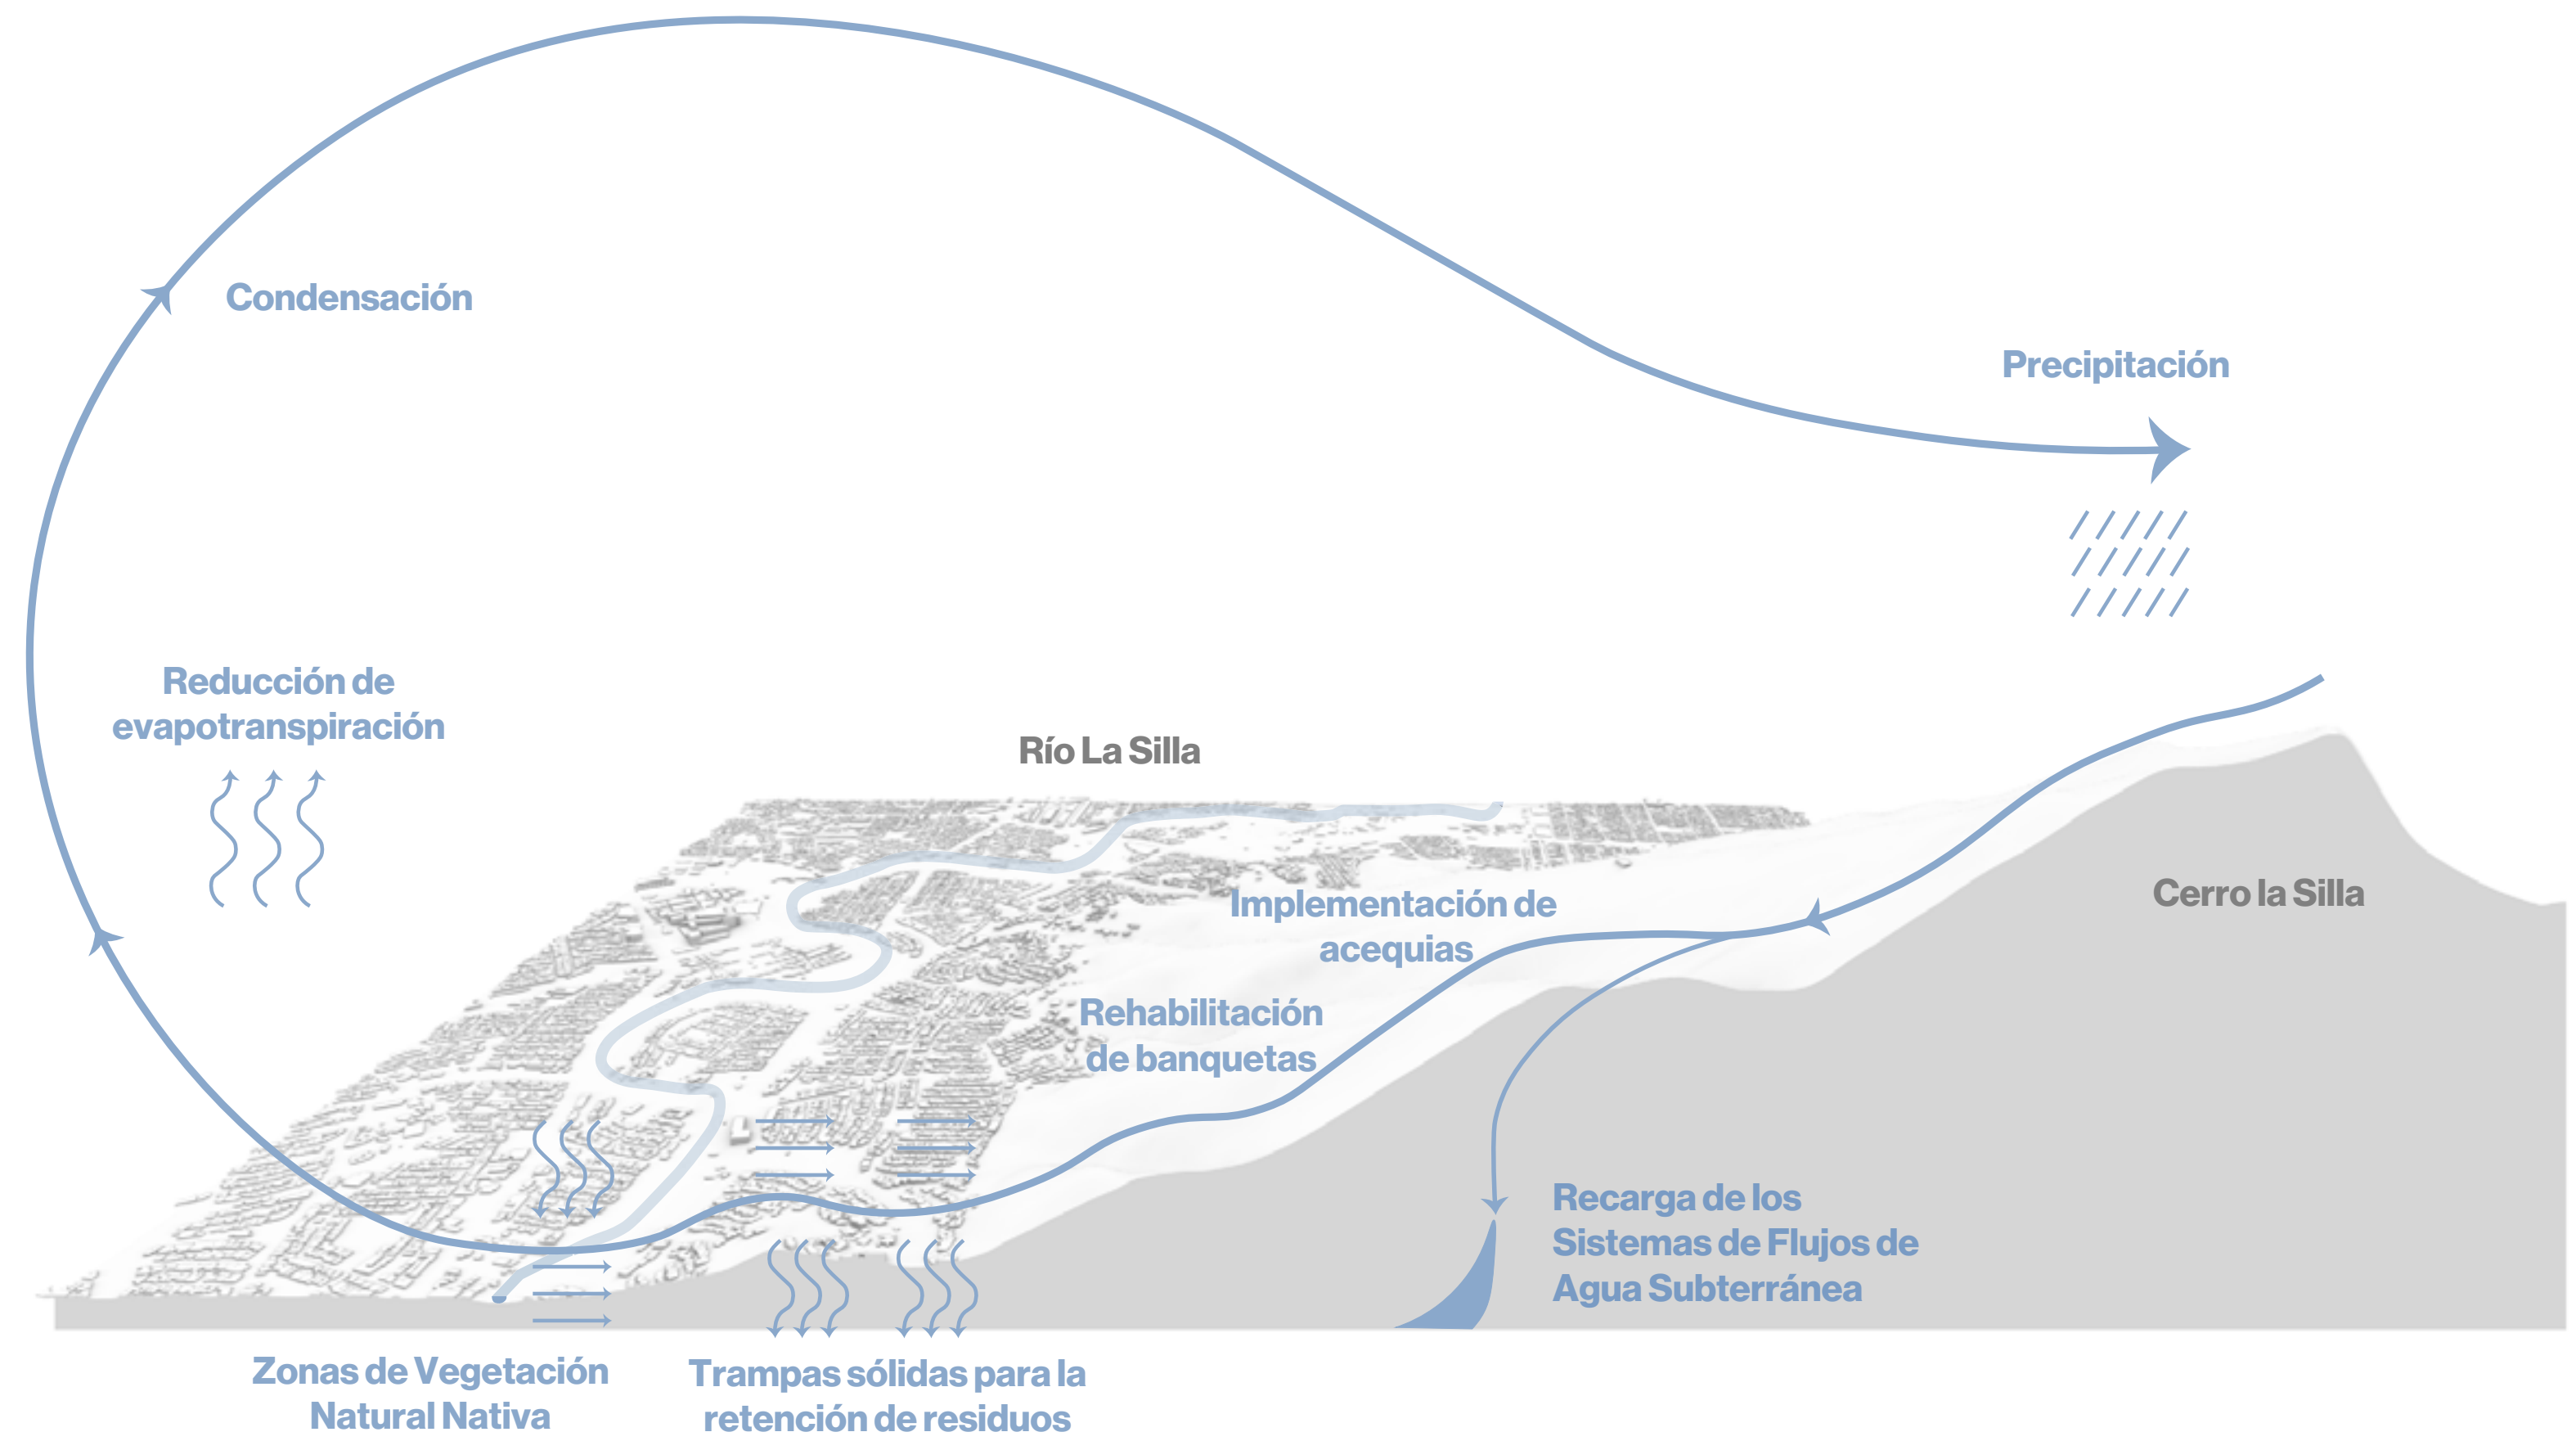 Condensación
Precipitación
Reducción de
evapotranspiración
Río La Silla
Cerro la Silla
Implementación de
acequias
Rehabilitación
de banquetas
Recarga de los
Sistemas de Flujos de
Agua Subterránea
Zonas de Vegetación
Natural Nativa
Trampas sólidas para la
retención de residuos